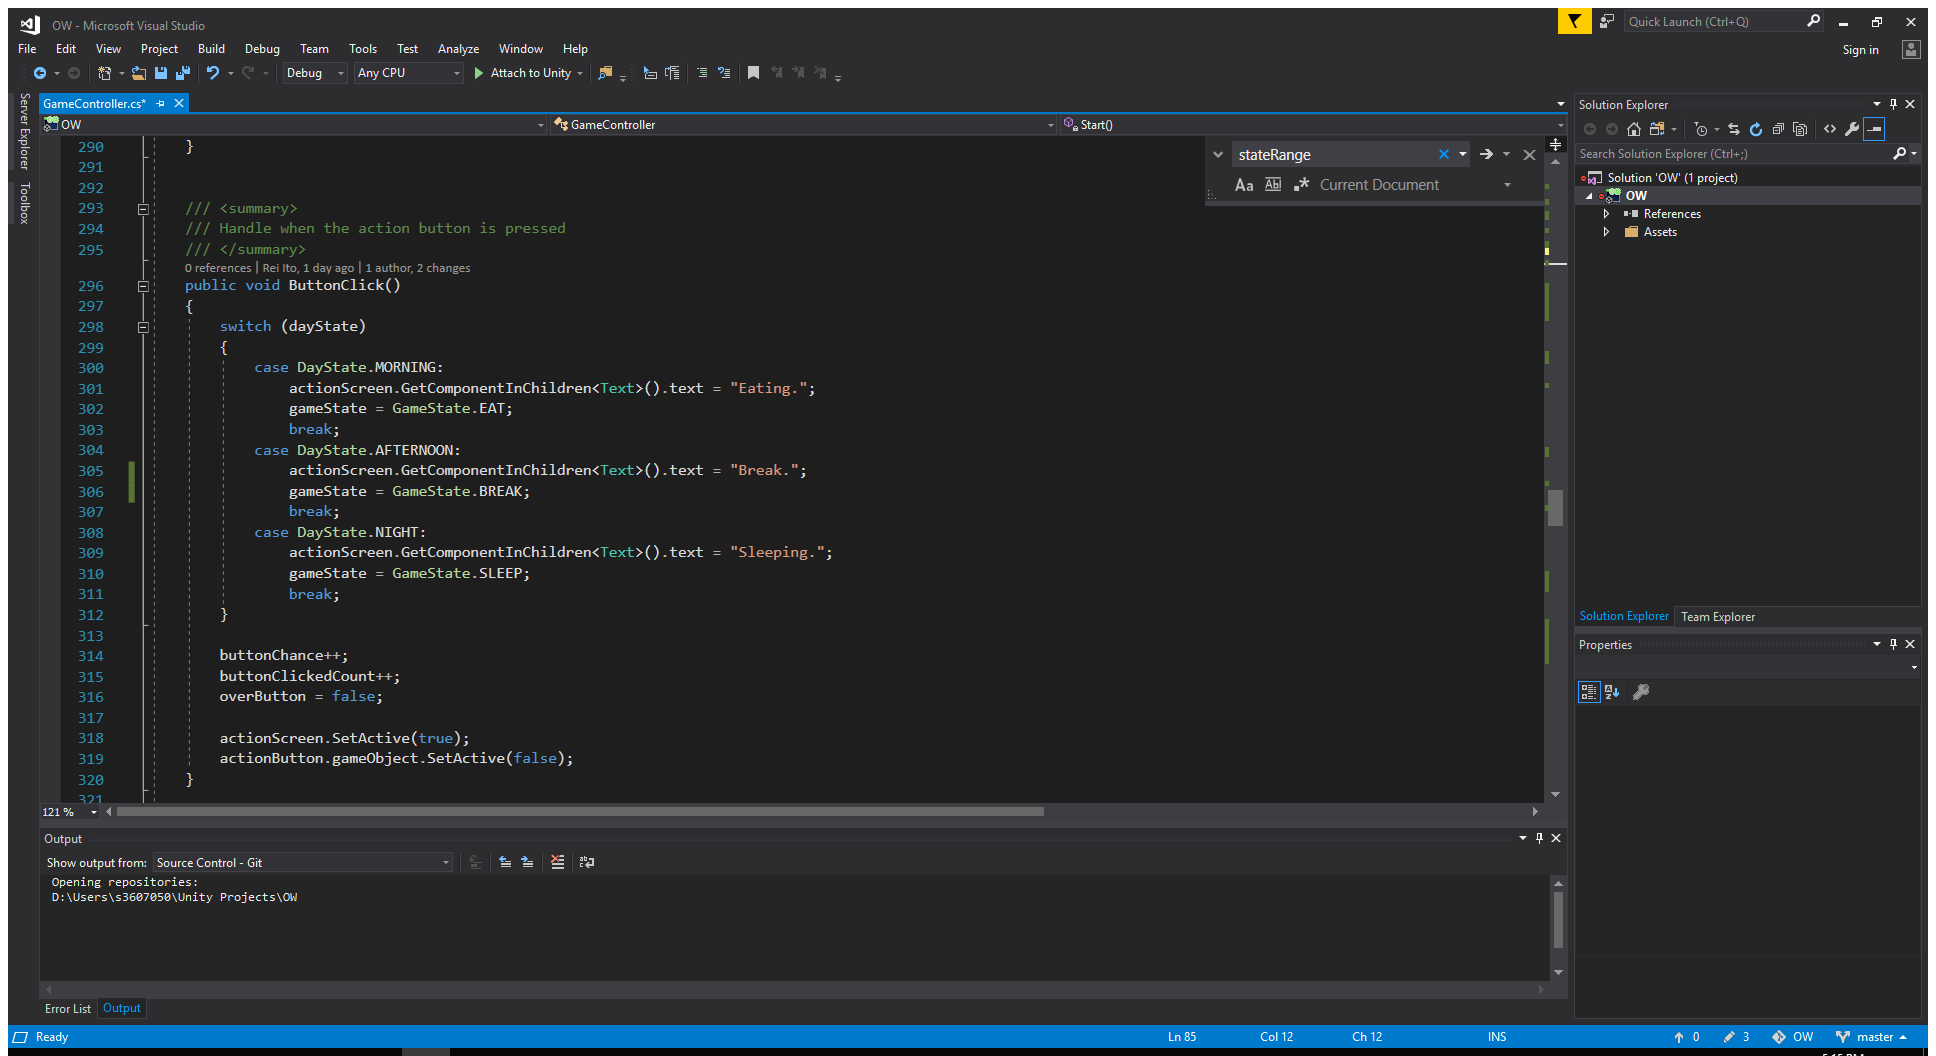 OW - Microsoft Visual Studio
Quick Launch (Ctrl+Q)
File Edit View Project Build Debug Team Tools Test Analyze Window Help
Sign in
Debug Any CPU Attach to Unity
Server Explorer
Toolbox
GameController.cs*
OW GameController Start()
stateRange
Aa Abl Current Document
290 }
291
292
293 /// <summary>
294 /// Handle when the action button is pressed
295 /// </summary>
0 references | Rei Ito, 1 day ago | 1 author, 2 changes
296 public void ButtonClick()
297 {
298 switch (dayState)
299 {
300 case DayState.MORNING:
301 actionScreen.GetComponentInChildren<Text>().text = "Eating.";
302 gameState = GameState.EAT;
303 break;
304 case DayState.AFTERNOON:
305 actionScreen.GetComponentInChildren<Text>().text = "Break.";
306 gameState = GameState.BREAK;
307 break;
308 case DayState.NIGHT:
309 actionScreen.GetComponentInChildren<Text>().text = "Sleeping.";
310 gameState = GameState.SLEEP;
311 break;
312 }
313
314 buttonChance++;
315 buttonClickedCount++;
316 overButton = false;
317
318 actionScreen.SetActive(true);
319 actionButton.gameObject.SetActive(false);
320 }
321
121 %
Solution Explorer
Search Solution Explorer (Ctrl+;)
Solution 'OW' (1 project)
OW
References
Assets
Solution Explorer Team Explorer
Properties
Output
Show output from: Source Control - Git
Opening repositories:
D:\Users\s3607050\Unity Projects\OW
Error List Output
Ready Ln 85 Col 12 Ch 12 INS 0 3 OW master